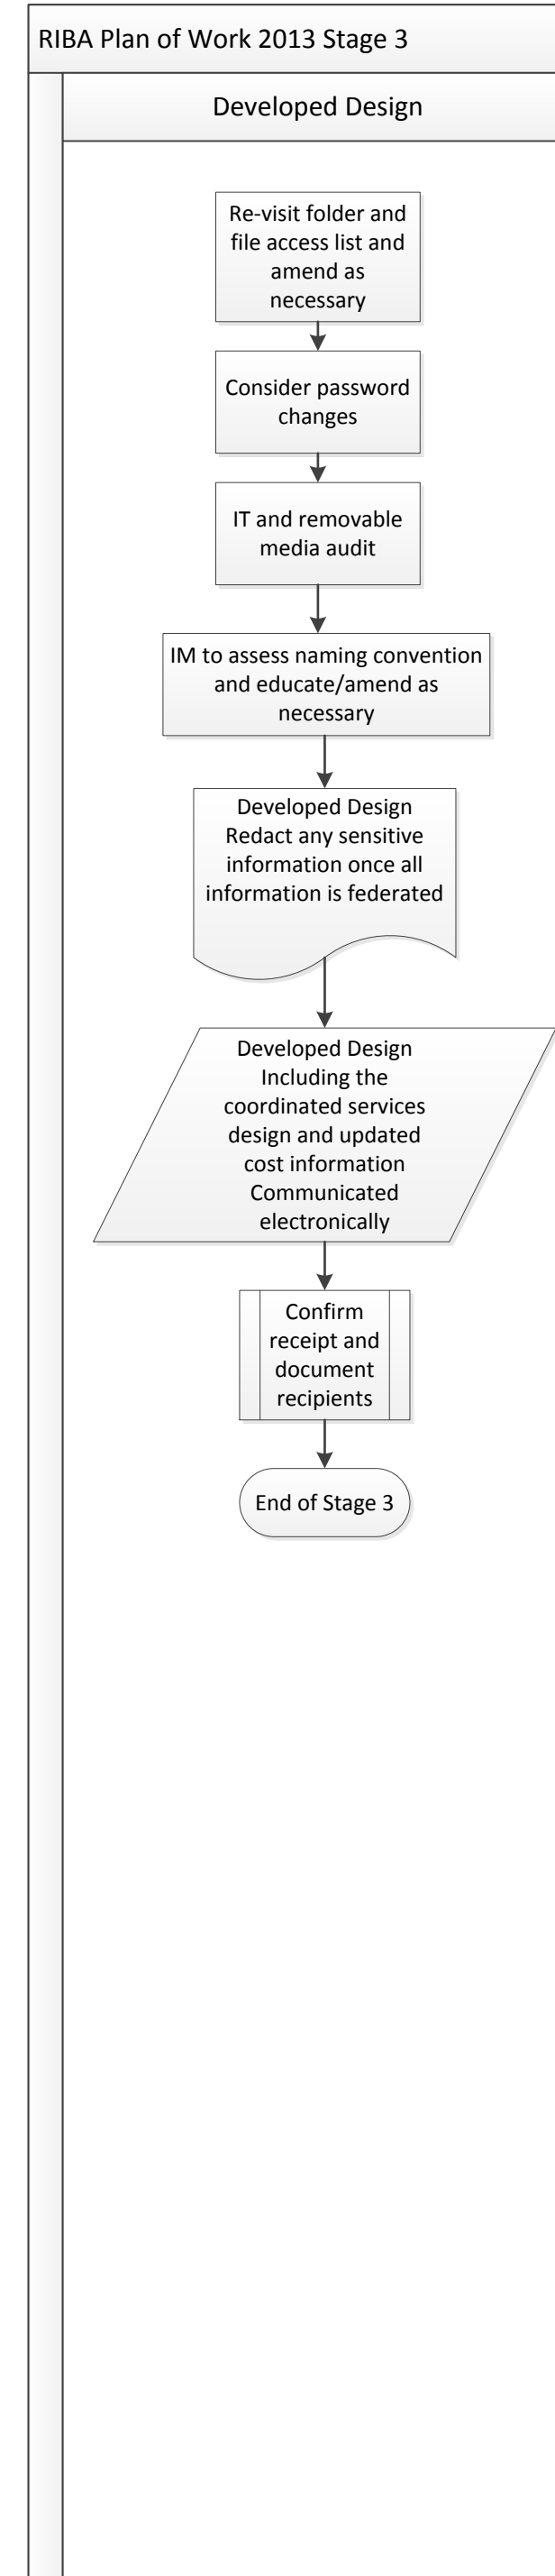 RIBA Plan of Work 2013 Stage 3
Developed Design
Re-visit folder and
file access list and
amend as
necessary
Consider password
changes
IT and removable
media audit
IM to assess naming convention
and educate/amend as
necessary
Developed Design
Redact any sensitive
information once all
information is federated
Developed Design
Including the
coordinated services
design and updated
cost information
Communicated
electronically
Confirm
receipt and
document
recipients
End of Stage 3